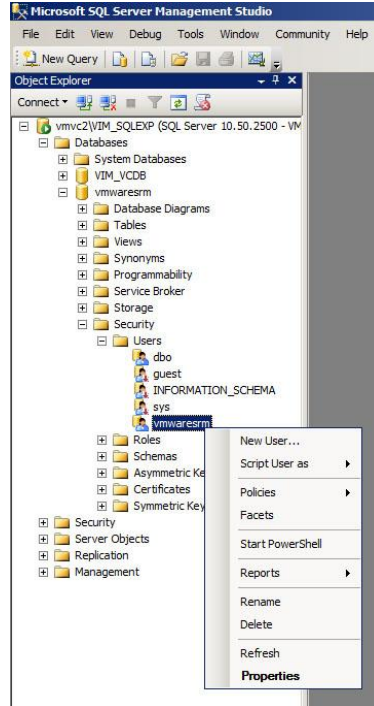 Microsoft SQL Server Management Studio
File Edit View Debug Tools Window Community Help
New Query
Object Explorer
Connect
vmvc2\VIM_SQLEXP (SQL Server 10.50.2500 - VM
Databases
System Databases
VIM_VCDB
vmwaresrm
Database Diagrams
Tables
Views
Synonyms
Programmability
Service Broker
Storage
Security
Users
dbo
guest
INFORMATION_SCHEMA
sys
vmwaresrm
Roles
Schemas
Asymmetric Ke
Certificates
Symmetric Key
Security
Server Objects
Replication
Management
New User...
Script User as
Policies
Facets
Start PowerShell
Reports
Rename
Delete
Refresh
Properties